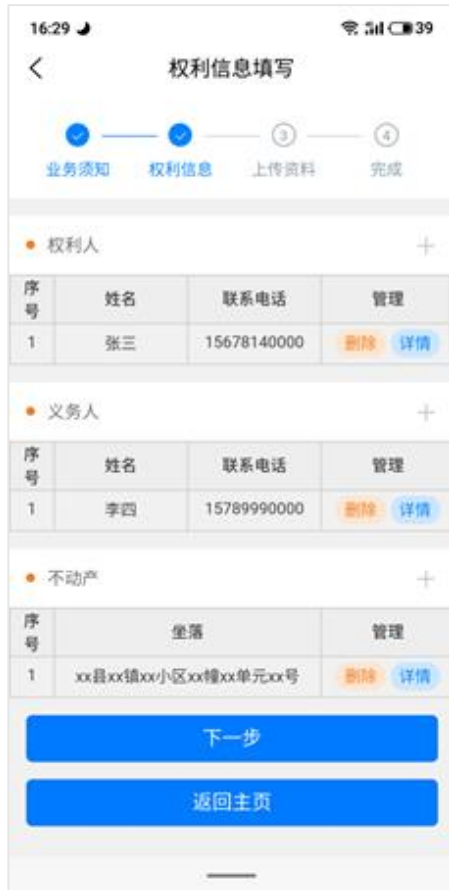 16:29 39
权利信息填写
3 4
业务须知 权利信息 上传资料 完成
权利人
序号 姓名 联系电话 管理
1 张三 15678140000 删除 详情
义务人
序号 姓名 联系电话 管理
1 李四 15789990000 删除 详情
不动产
序号 坐落 管理
1 xx县xx镇xx小区xx幢xx单元xx号 删除 详情
下一步
返回主页